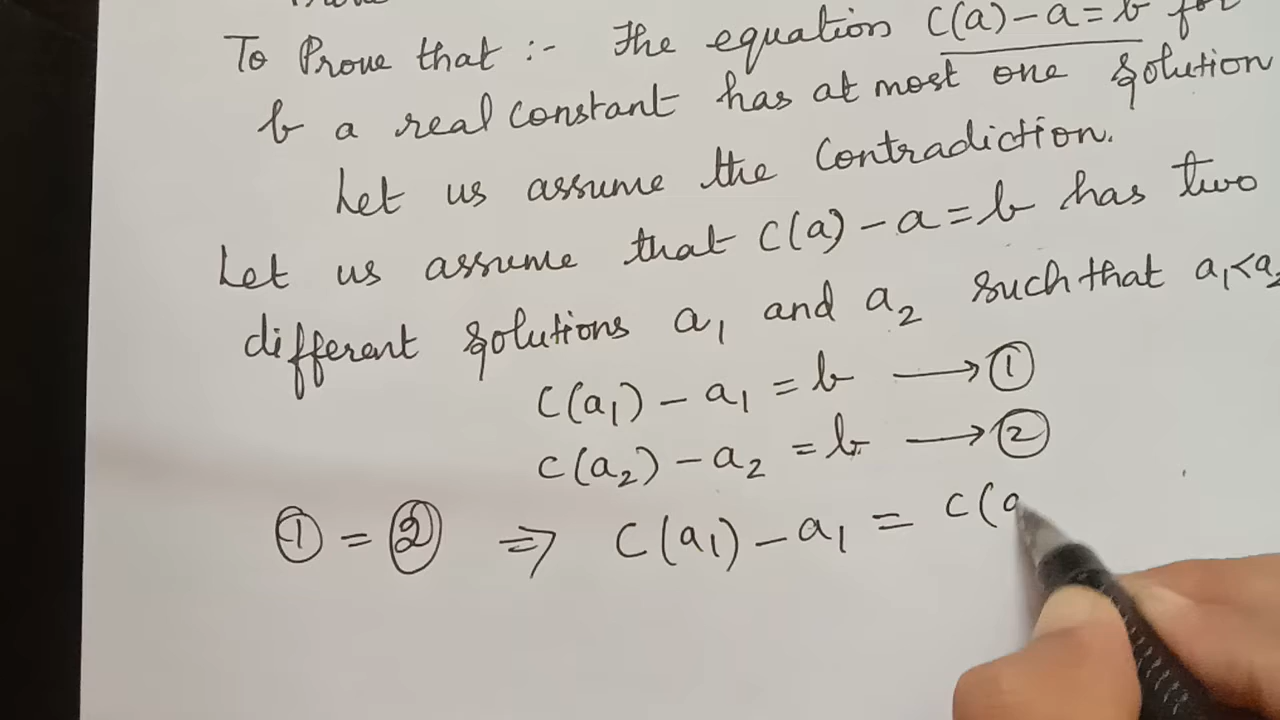 Prove
To Prove that :- The equation C(a)-a=b for
b a real constant has at most one solution
Let us assume the contradiction.
Let us assume that C(a)-a=b has two
different solutions a₁ and a₂ such that a₁<a₂
C(a₁)-a₁=b → ①
C(a₂)-a₂=b → ②
①=② ⇒ C(a₁)-a₁=C(a